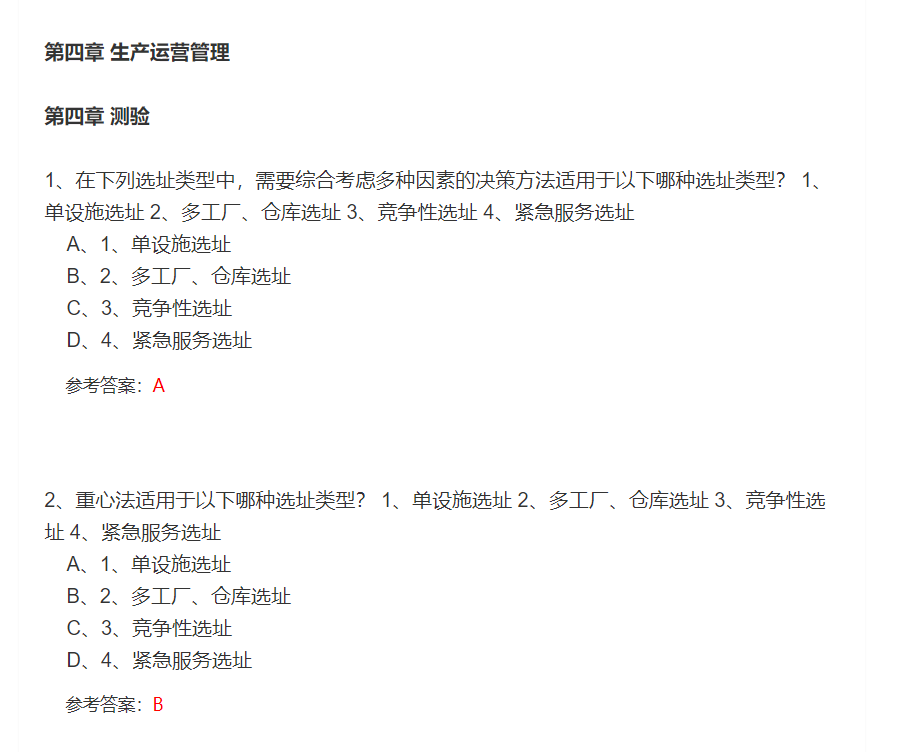 第四章 生产运营管理
第四章 测验
1、在下列选址类型中，需要综合考虑多种因素的决策方法适用于以下哪种选址类型？ 1、
单设施选址 2、多工厂、仓库选址 3、竞争性选址 4、紧急服务选址
A、1、单设施选址
B、2、多工厂、仓库选址
C、3、竞争性选址
D、4、紧急服务选址
参考答案：A
2、重心法适用于以下哪种选址类型？ 1、单设施选址 2、多工厂、仓库选址 3、竞争性选
址 4、紧急服务选址
A、1、单设施选址
B、2、多工厂、仓库选址
C、3、竞争性选址
D、4、紧急服务选址
参考答案：B